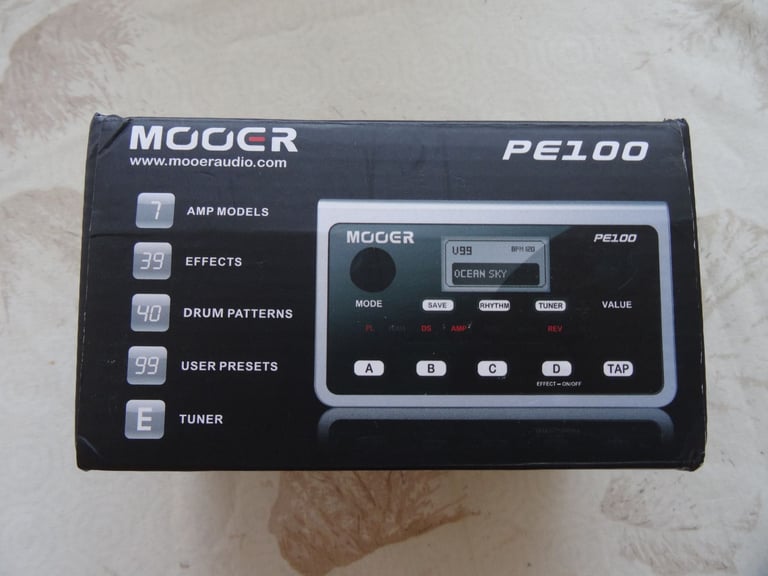 MOOER
www.mooeraudio.com
PE100
7 AMP MODELS
39 EFFECTS
40 DRUM PATTERNS
99 USER PRESETS
E TUNER
MOOER
U99 BPM 120
OCEAN SKY
PE100
MODE
SAVE RHYTHM TUNER
VALUE
FL DS AMP REV
A B C D TAP
EFFECT-ON/OFF